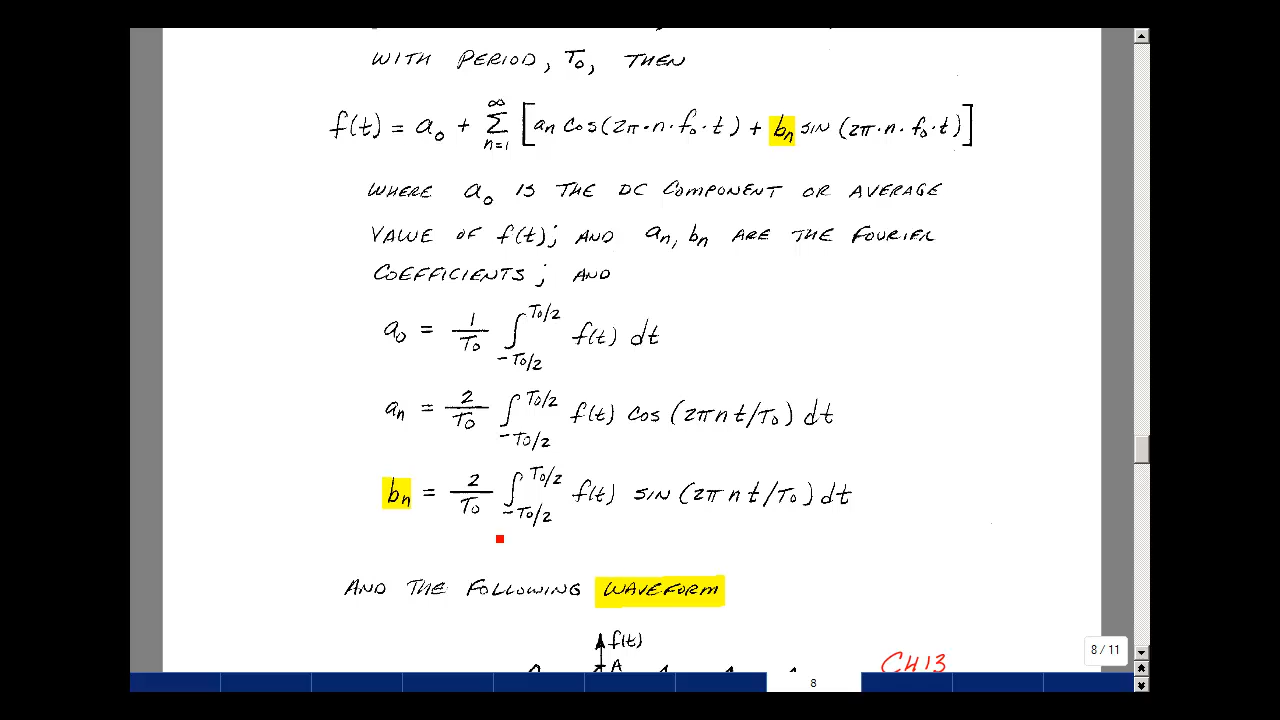 WITH PERIOD, T₀, THEN
f(t) = a₀ + ∑_{n=1}^{∞} [aₙ cos(2π·n·f₀·t) + bₙ sin(2π·n·f₀·t)]
WHERE a₀ IS THE DC COMPONENT OR AVERAGE
VALUE OF f(t); AND aₙ, bₙ ARE THE FOURIER
COEFFICIENTS; AND
a₀ = 1/T₀ ∫_{-T₀/2}^{T₀/2} f(t) dt
aₙ = 2/T₀ ∫_{-T₀/2}^{T₀/2} f(t) cos (2πnt/T₀) dt
bₙ = 2/T₀ ∫_{-T₀/2}^{T₀/2} f(t) sin (2πnt/T₀) dt
AND THE FOLLOWING WAVEFORM
f(t)
A
CH13
8 / 11
8